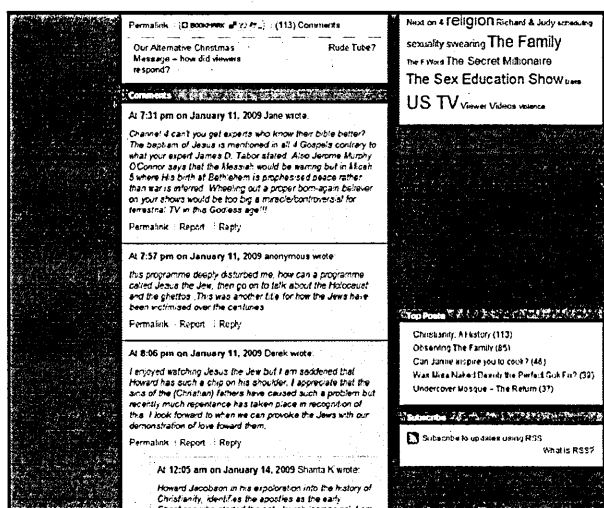 Permalink BOOKMARK (113) Comments
Our Alternative Christmas Message – how did viewers respond?
Rude Tube?
Comments
At 7:31 pm on January 11, 2009 Jane wrote:
Channel 4 can't you get experts who know their bible better?
The baptism of Jesus is mentioned in all 4 Gospels contrary to
what your expert James D. Tabor stated. Also Jerome Murphy
O'Connor says that the Messiah would be warring but in Micah
5 where His birth at Bethlehem is prophesised peace rather
than war is inferred. Wheeling out a proper born-again believer
on your shows would be too big a miracle/controversial for
terrestrial TV in this Godless age!!!
Permalink Report Reply
At 7:57 pm on January 11, 2009 anonymous wrote:
this programme deeply disturbed me, how can a programme
called Jesus the Jew, then go on to talk about the Holocaust
and the ghettos. This was another title for how the Jews have
been victimised over the centuries
Permalink Report Reply
At 8:06 pm on January 11, 2009 Derek wrote:
I enjoyed watching Jesus the Jew but I am saddened that
Howard has such a chip on his shoulder. I appreciate that the
sins of the (Christian) fathers have caused such a problem but
recently much repentance has taken place in recognition of
this. I look forward to when we can provoke the Jews with our
demonstration of love toward them.
Permalink Report Reply
At 12:05 am on January 14, 2009 Shanta K wrote:
Howard Jacobson in his exploration into the history of
Christianity, identifies the apostles as the early
Next on 4 religion Richard & Judy scheduling
sexuality swearing The Family
The F Word The Secret Millionaire
The Sex Education Show
US TV Viewer Videos violence
Top Posts
Christianity: A History (113)
Observing The Family (85)
Can Jamie inspire you to cook? (46)
Was Miss Naked Beauty the Perfect Gok Fix? (39)
Undercover Mosque – The Return (37)
Subscribe
Subscribe to updates using RSS
What is RSS?